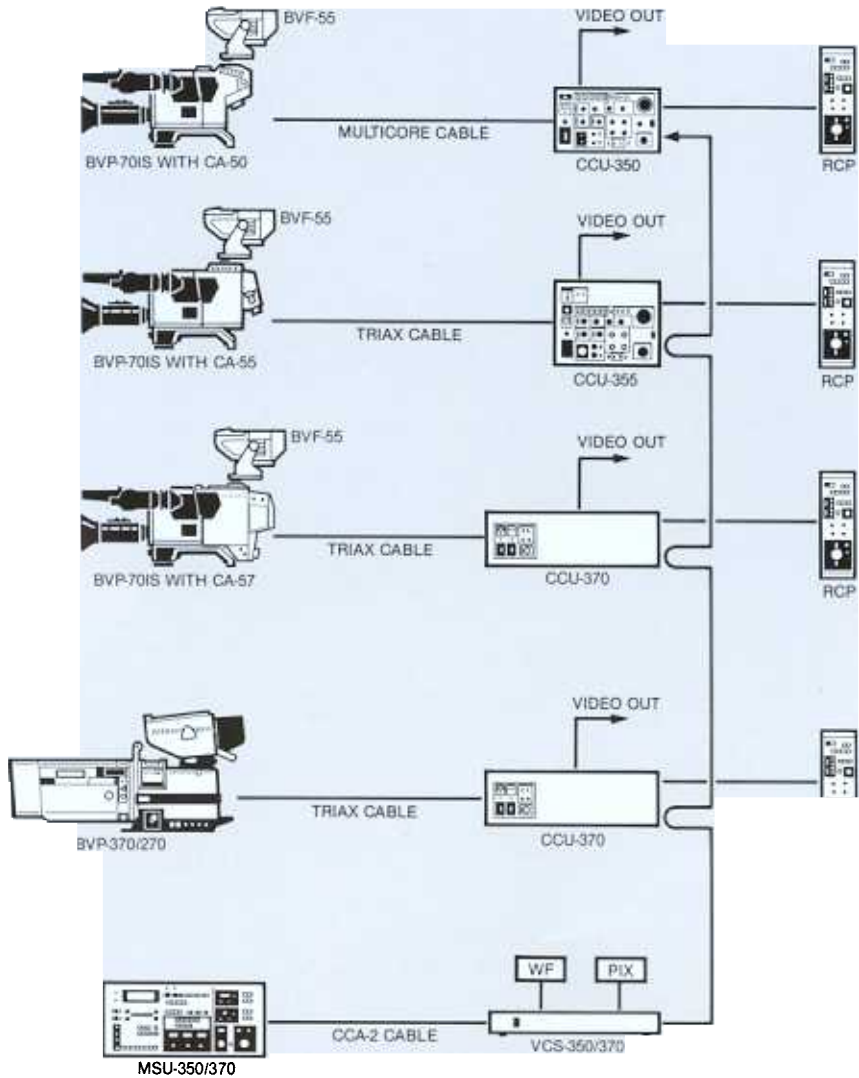 BVF-55
VIDEO OUT
MULTICORE CABLE
BVP-70IS WITH CA-50
CCU-350
RCP
BVF-55
VIDEO OUT
TRIAX CABLE
BVP-70IS WITH CA-55
CCU-355
RCP
BVF-55
VIDEO OUT
TRIAX CABLE
BVP-70IS WITH CA-57
CCU-370
RCP
VIDEO OUT
TRIAX CABLE
BVP-370/270
CCU-370
WF
PIX
CCA-2 CABLE
VCS-350/370
MSU-350/370